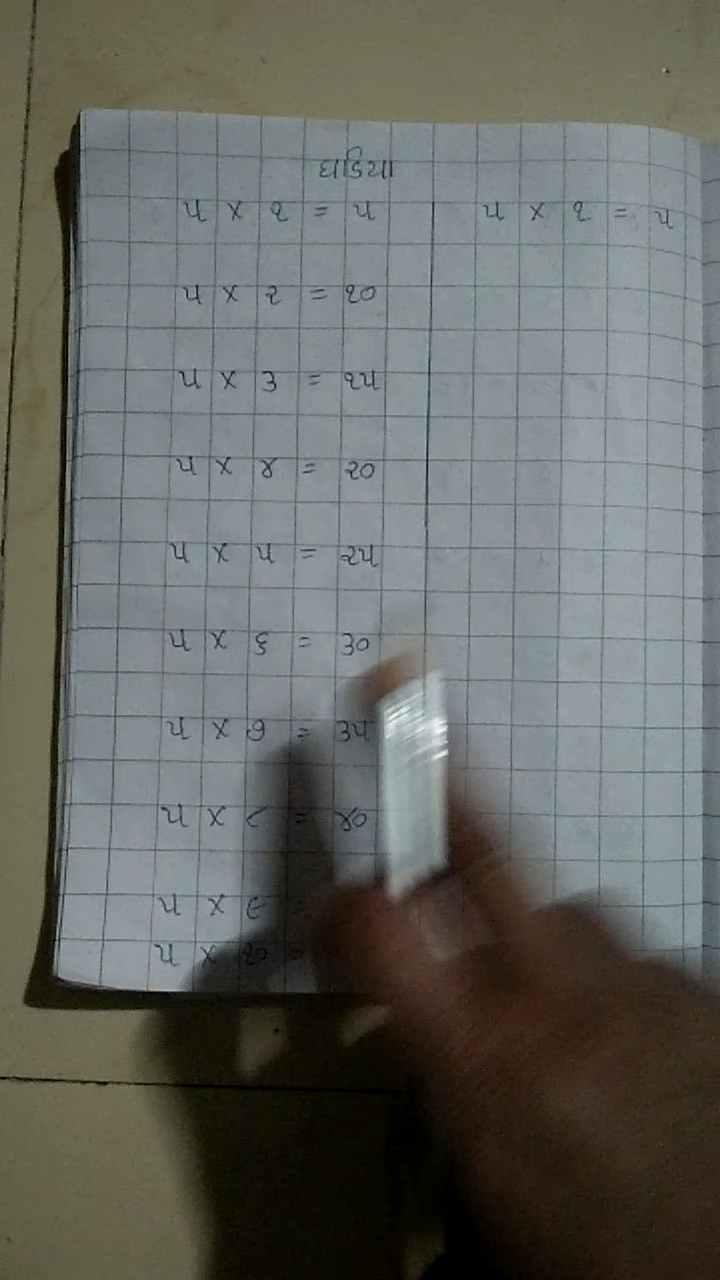 ઘડિયા
૫ × ૧ = ૫
૫ × ૨ = ૧૦
૫ × ૩ = ૧૫
૫ × ૪ = ૨૦
૫ × ૫ = ૨૫
૫ × ૬ = ૩૦
૫ × ૭ = ૩૫
૫ × ૮ = ૪૦
૫ × ૯ =
૫ × ૧૦ =
૫ × ૧ = ૫